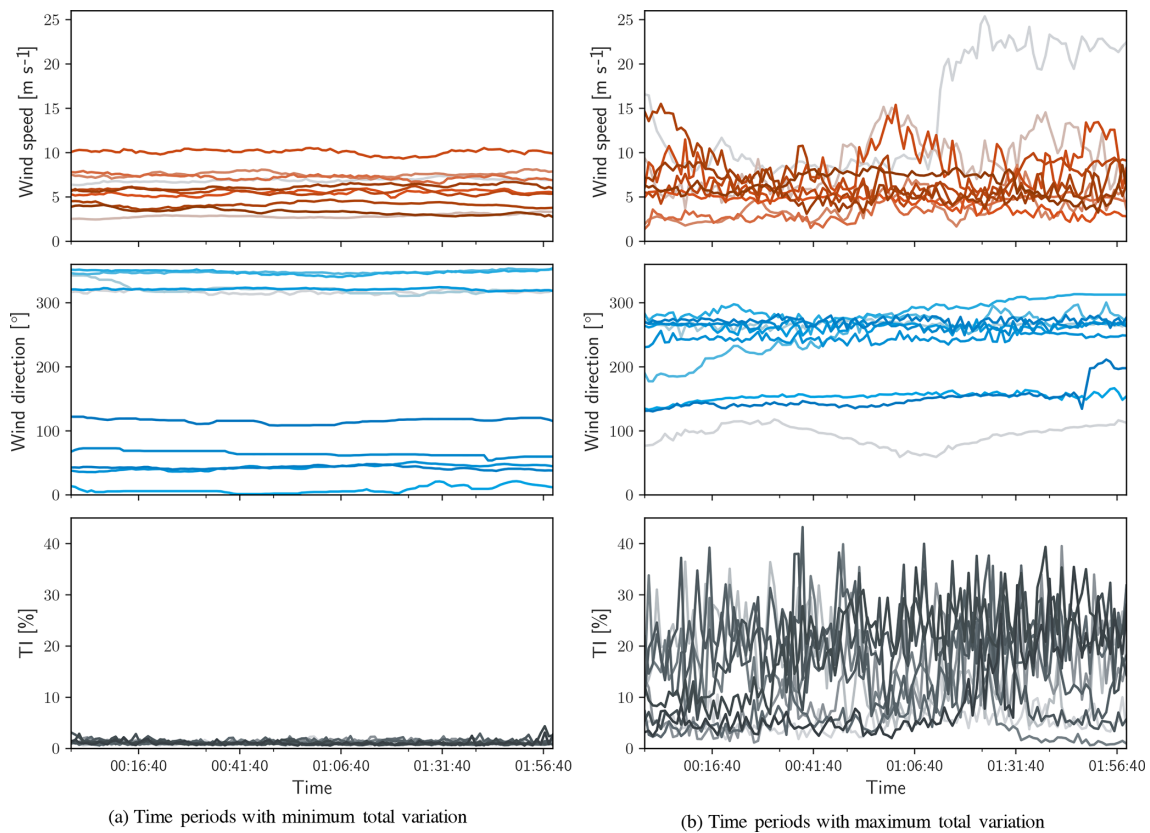 25
20
15
10
5
0
Wind speed [m s⁻¹]
25
20
15
10
5
0
Wind speed [m s⁻¹]
300
200
100
0
Wind direction [°]
300
200
100
0
Wind direction [°]
40
30
20
10
0
TI [%]
00:16:40 00:41:40 01:06:40 01:31:40 01:56:40
Time
40
30
20
10
0
TI [%]
00:16:40 00:41:40 01:06:40 01:31:40 01:56:40
Time
(a) Time periods with minimum total variation
(b) Time periods with maximum total variation